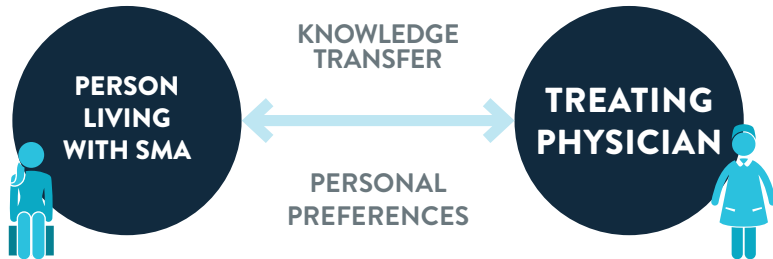 PERSON
LIVING
WITH SMA
KNOWLEDGE
TRANSFER
PERSONAL
PREFERENCES
TREATING
PHYSICIAN